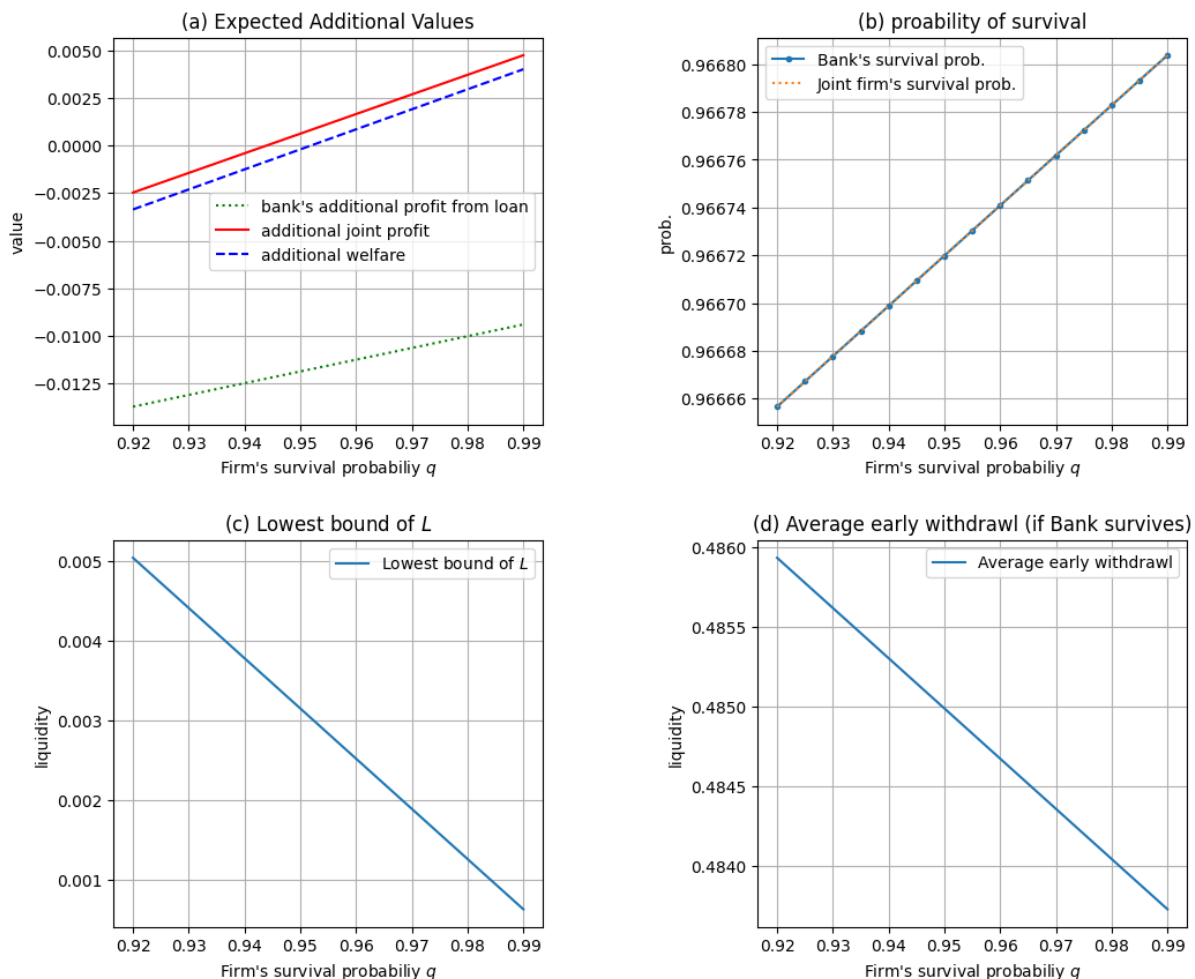 (a) Expected Additional Values
0.0050
0.0025
0.0000
−0.0025
−0.0050
−0.0075
−0.0100
−0.0125
value
bank's additional profit from loan
additional joint profit
additional welfare
0.92 0.93 0.94 0.95 0.96 0.97 0.98 0.99
Firm's survival probabiliy q
(b) proability of survival
0.96680
0.96678
0.96676
0.96674
0.96672
0.96670
0.96668
0.96666
prob.
Bank's survival prob.
Joint firm's survival prob.
0.92 0.93 0.94 0.95 0.96 0.97 0.98 0.99
Firm's survival probabiliy q
(c) Lowest bound of L
0.005
0.004
0.003
0.002
0.001
liquidity
Lowest bound of L
0.92 0.93 0.94 0.95 0.96 0.97 0.98 0.99
Firm's survival probabiliy q
(d) Average early withdrawl (if Bank survives)
0.4860
0.4855
0.4850
0.4845
0.4840
liquidity
Average early withdrawl
0.92 0.93 0.94 0.95 0.96 0.97 0.98 0.99
Firm's survival probabiliy q